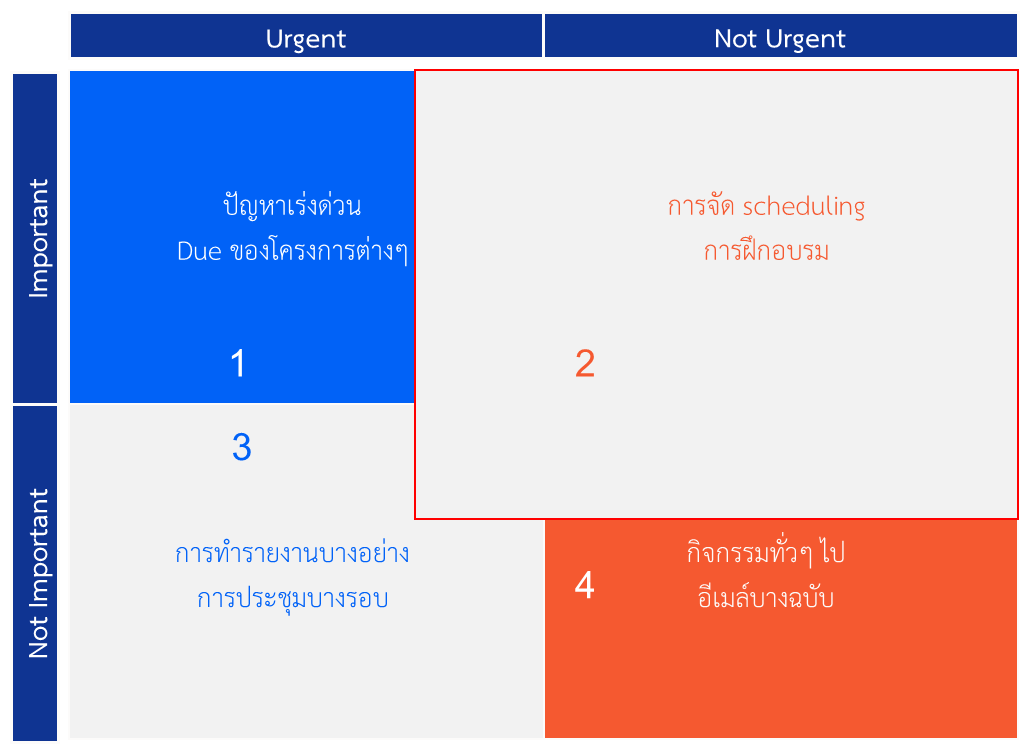 Urgent
Not Urgent
Important
ปัญหาเร่งด่วน
Due ของโครงการต่างๆ
1
การจัด scheduling
การฝึกอบรม
2
Not Important
3
การทำรายงานบางอย่าง
การประชุมบางรอบ
กิจกรรมทั่วๆ ไป
4
อีเมล์บางฉบับ